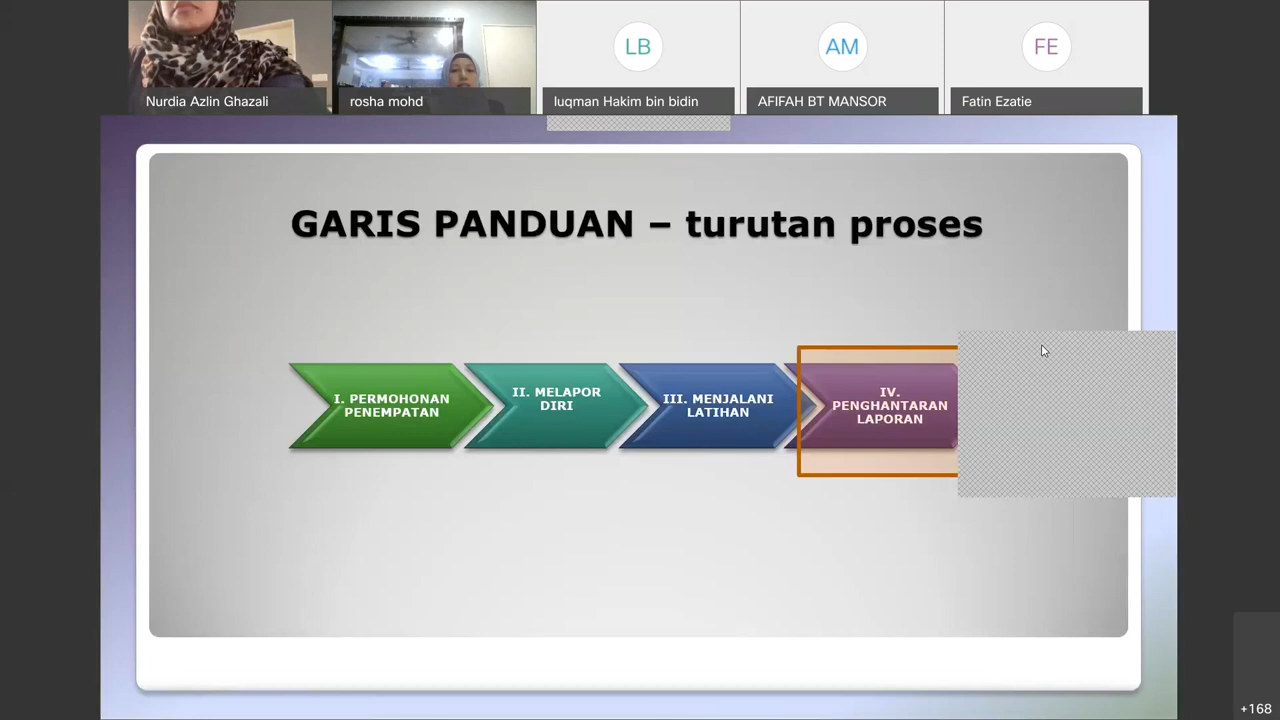 Nurdia Azlin Ghazali
rosha mohd
LB
luqman Hakim bin bidin
AM
AFIFAH BT MANSOR
FE
Fatin Ezatie
GARIS PANDUAN – turutan proses
I. PERMOHONAN
PENEMPATAN
II. MELAPOR
DIRI
III. MENJALANI
LATIHAN
IV.
PENGHANTARAN
LAPORAN
+168